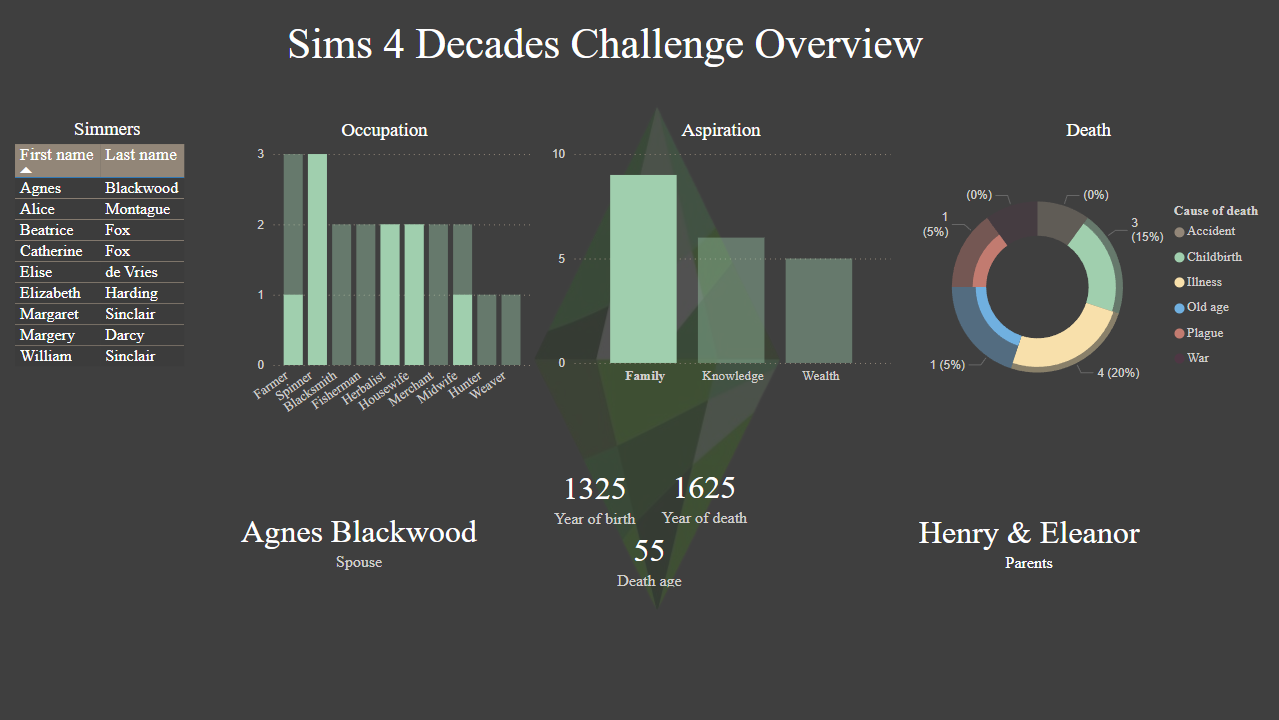 Sims 4 Decades Challenge Overview
Simmers
First name Last name
Agnes Blackwood
Alice Montague
Beatrice Fox
Catherine Fox
Elise de Vries
Elizabeth Harding
Margaret Sinclair
Margery Darcy
William Sinclair
Occupation
3
2
1
0
Farmer
Spinner
Blacksmith
Fisherman
Herbalist
Housewife
Merchant
Midwife
Hunter
Weaver
Aspiration
10
5
0
Family Knowledge Wealth
Death
(0%)
(0%)
1
(5%)
3
(15%)
1 (5%)
4 (20%)
Cause of death
Accident
Childbirth
Illness
Old age
Plague
War
Agnes Blackwood
Spouse
1325
Year of birth
1625
Year of death
55
Death age
Henry & Eleanor
Parents